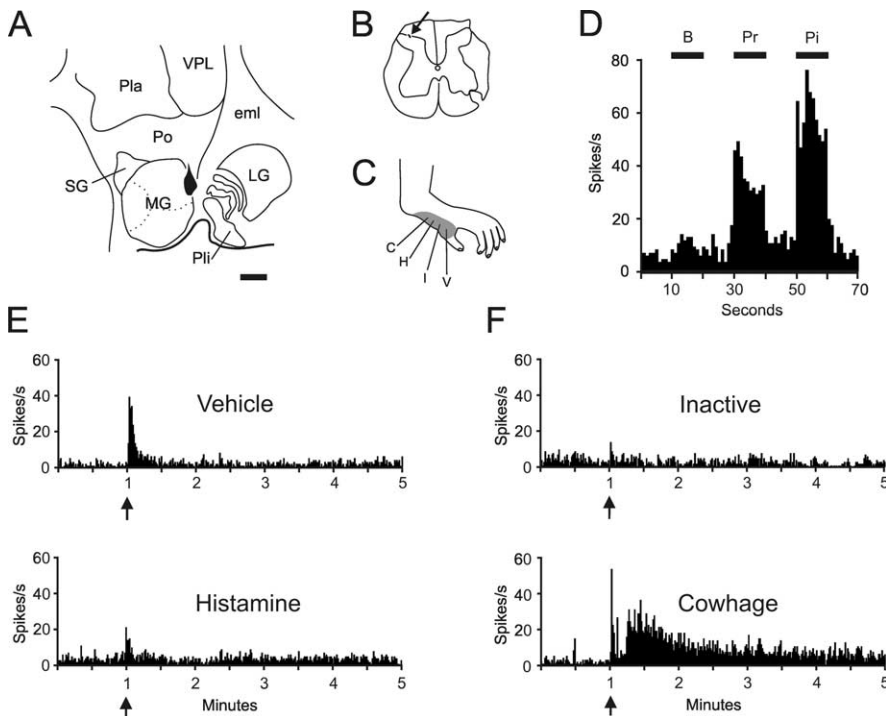 A
VPL
Pla
eml
Po
SG
MG
LG
Pli
B
C
C
H
I
V
D
B Pr Pi
80
60
Spikes/s
40
20
0
10 30 50 70
Seconds
E
60
Spikes/s
40
Vehicle
20
0
1 2 3 4 5
60
Spikes/s
40
Histamine
20
0
1 2 3 4 5
Minutes
F
60
Spikes/s
40
Inactive
20
0
1 2 3 4 5
60
Spikes/s
40
Cowhage
20
0
1 2 3 4 5
Minutes